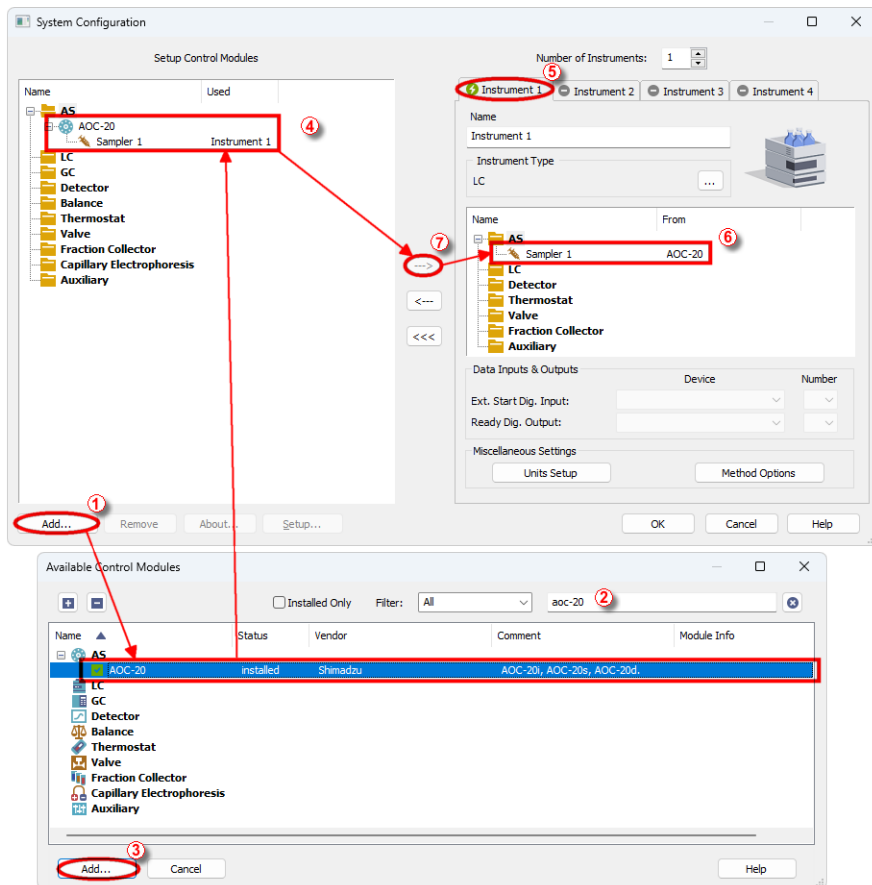 System Configuration
Setup Control Modules
Number of Instruments: 1
⑤
Name Used
AS
AOC-20
Sampler 1 Instrument 1
④
LC
GC
Detector
Balance
Thermostat
Valve
Fraction Collector
Capillary Electrophoresis
Auxiliary
⑦
--->
<---
<<<
Instrument 1 Instrument 2 Instrument 3 Instrument 4
Name
Instrument 1
Instrument Type
LC ...
Name From
⑥
AS
Sampler 1 AOC-20
LC
Detector
Thermostat
Valve
Fraction Collector
Auxiliary
Data Inputs & Outputs
Device Number
Ext. Start Dig. Input:
Ready Dig. Output:
Miscellaneous Settings
Units Setup Method Options
①
Add... Remove About... Setup...
OK Cancel Help
Available Control Modules
Installed Only Filter: All aoc-20 ②
Name Status Vendor Comment Module Info
AS
AOC-20 installed Shimadzu AOC-20i, AOC-20s, AOC-20d.
LC
GC
Detector
Balance
Thermostat
Valve
Fraction Collector
Capillary Electrophoresis
Auxiliary
③
Add... Cancel Help